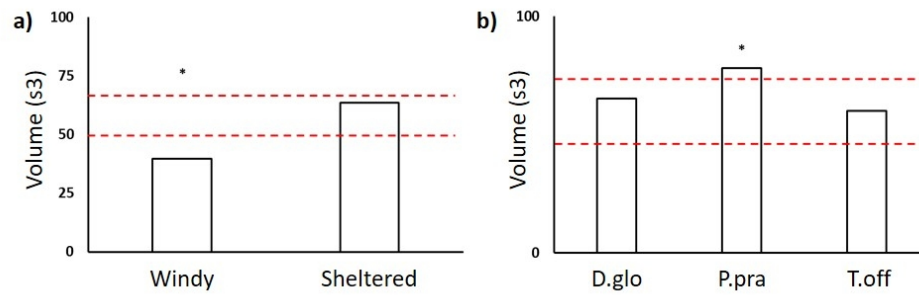 a)
Volume (s3)
100
75
50
25
0
*
Windy Sheltered
b)
Volume (s3)
100
0
*
D.glo P.pra T.off